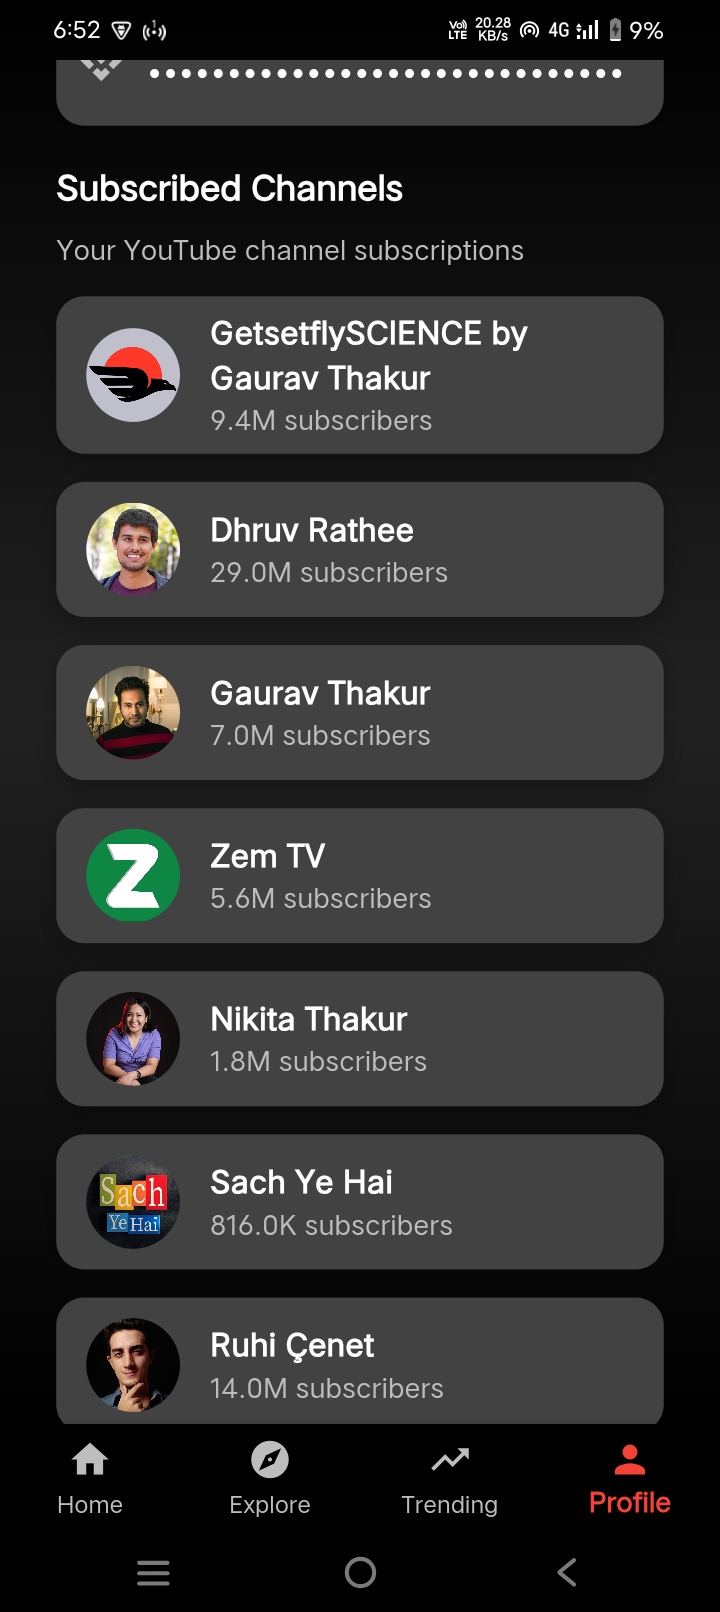 6:52
Vo)) LTE 20.28 KB/s 4G 9%
Subscribed Channels
Your YouTube channel subscriptions
GetsetflySCIENCE by
Gaurav Thakur
9.4M subscribers
Dhruv Rathee
29.0M subscribers
Gaurav Thakur
7.0M subscribers
Z
Zem TV
5.6M subscribers
Nikita Thakur
1.8M subscribers
Sach
Ye Hai
Sach Ye Hai
816.0K subscribers
Ruhi Çenet
14.0M subscribers
Home
Explore
Trending
Profile